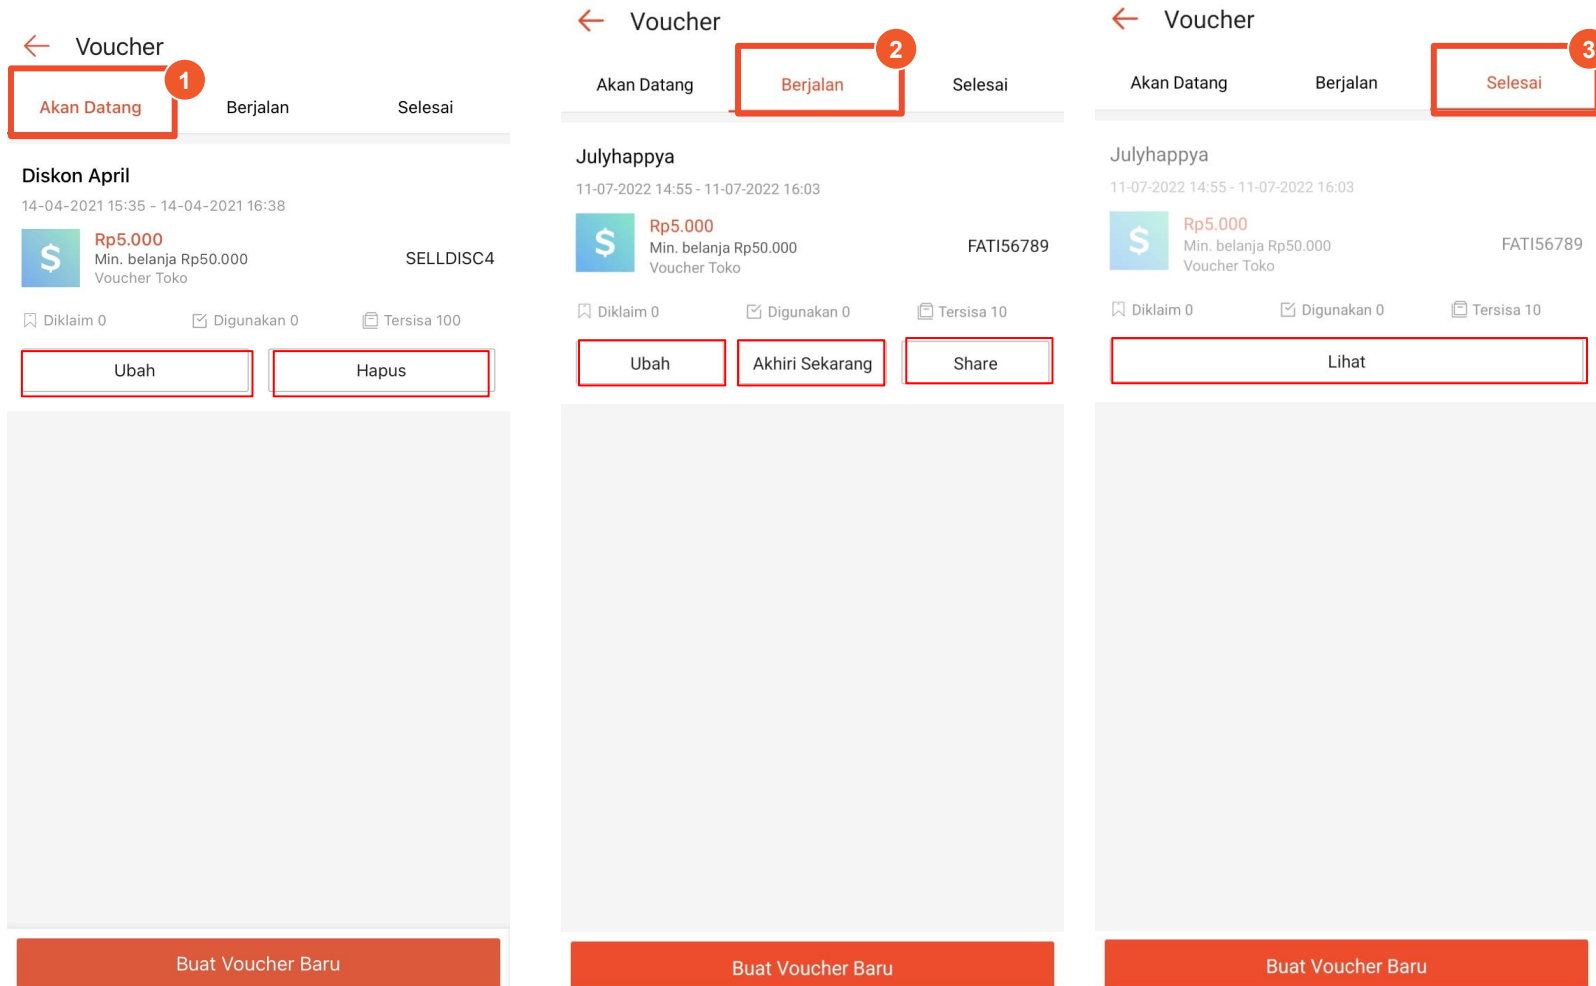 Voucher
1
Akan Datang
Berjalan
Selesai
Diskon April
14-04-2021 15:35 - 14-04-2021 16:38
$
Rp5.000
Min. belanja Rp50.000
Voucher Toko
SELLDISC4
Diklaim 0
Digunakan 0
Tersisa 100
Ubah
Hapus
Buat Voucher Baru
Voucher
2
Akan Datang
Berjalan
Selesai
Julyhappya
11-07-2022 14:55 - 11-07-2022 16:03
$
Rp5.000
Min. belanja Rp50.000
Voucher Toko
FATI56789
Diklaim 0
Digunakan 0
Tersisa 10
Ubah
Akhiri Sekarang
Share
Buat Voucher Baru
Voucher
3
Akan Datang
Berjalan
Selesai
Julyhappya
11-07-2022 14:55 - 11-07-2022 16:03
$
Rp5.000
Min. belanja Rp50.000
Voucher Toko
FATI56789
Diklaim 0
Digunakan 0
Tersisa 10
Lihat
Buat Voucher Baru